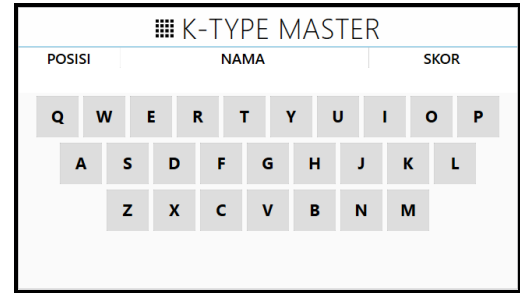 K-TYPE MASTER
POSISI NAMA SKOR
Q W E R T Y U I O P
A S D F G H J K L
Z X C V B N M